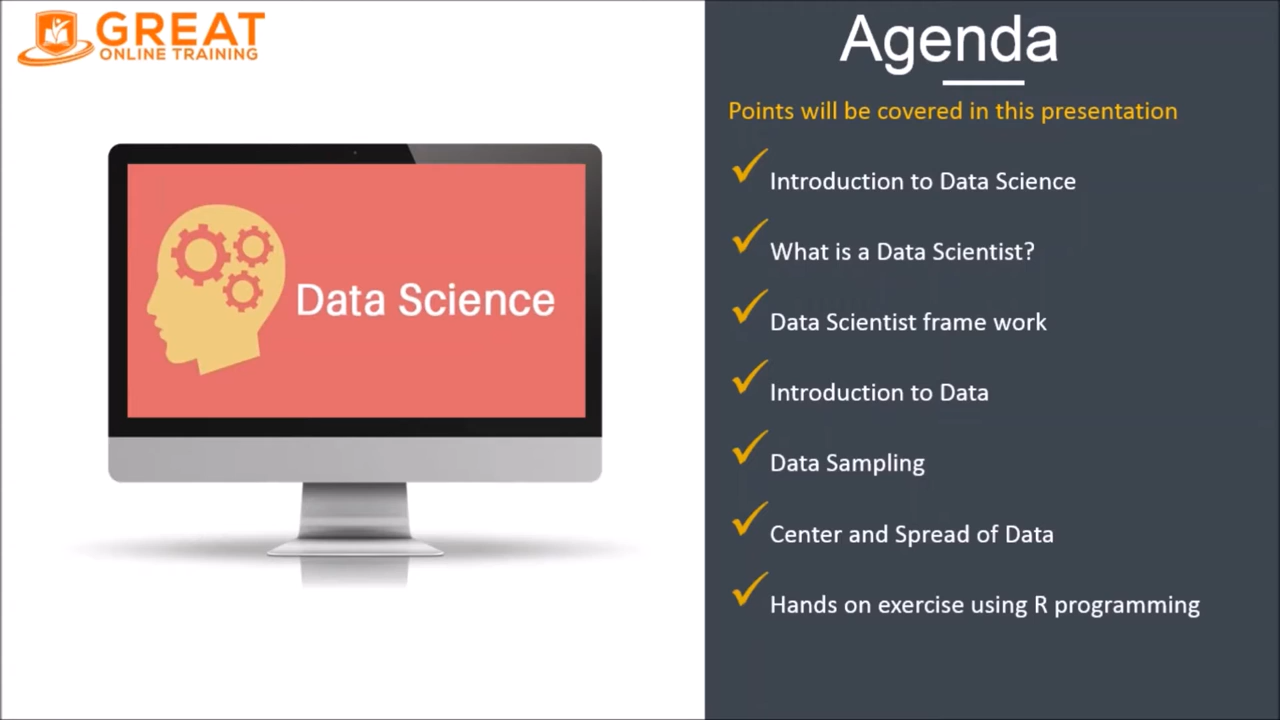 GREAT
ONLINE TRAINING
Data Science
Agenda
Points will be covered in this presentation
Introduction to Data Science
What is a Data Scientist?
Data Scientist frame work
Introduction to Data
Data Sampling
Center and Spread of Data
Hands on exercise using R programming